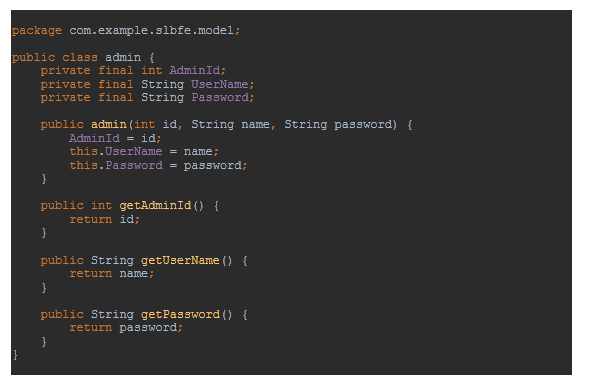 package com.example.slbfe.model;
public class admin {
private final int AdminId;
private final String UserName;
private final String Password;
public admin(int id, String name, String password) {
AdminId = id;
this.UserName = name;
this.Password = password;
}
public int getAdminId() {
return id;
}
public String getUserName() {
return name;
}
public String getPassword() {
return password;
}
}